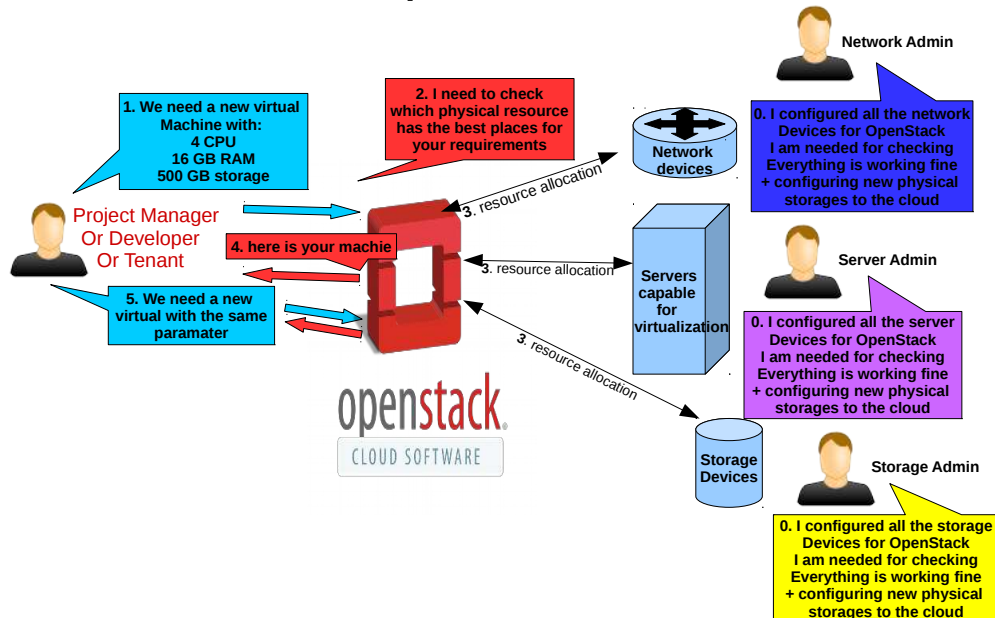 Network Admin
1. We need a new virtual
Machine with:
4 CPU
16 GB RAM
500 GB storage
2. I need to check
which physical resource
has the best places for
your requirements
0. I configured all the network
Devices for OpenStack
I am needed for checking
Everything is working fine
+ configuring new physical
storages to the cloud
Network
devices
3. resource allocation
Project Manager
Or Developer
Or Tenant
4. here is your machie
3. resource allocation
Servers
capable
for
virtualization
Server Admin
5. We need a new
virtual with the same
paramater
0. I configured all the server
Devices for OpenStack
I am needed for checking
Everything is working fine
+ configuring new physical
storages to the cloud
3. resource allocation
openstack.
CLOUD SOFTWARE
Storage
Devices
Storage Admin
0. I configured all the storage
Devices for OpenStack
I am needed for checking
Everything is working fine
+ configuring new physical
storages to the cloud